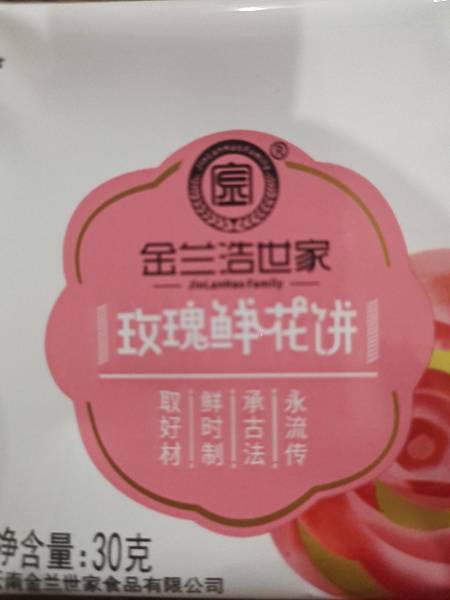 JinLanHaoFamily
®
金兰浩世家
JinLanHao Family
玫瑰鲜花饼
取好材 鲜时制 承古法 永流传
净含量:30克
云南金兰世家食品有限公司